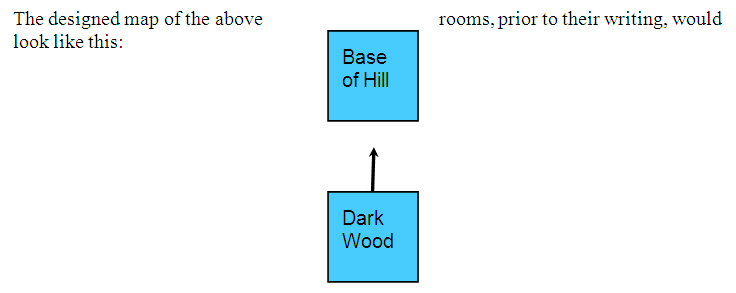 The designed map of the above rooms, prior to their writing, would
look like this:
Base
of Hill
Dark
Wood